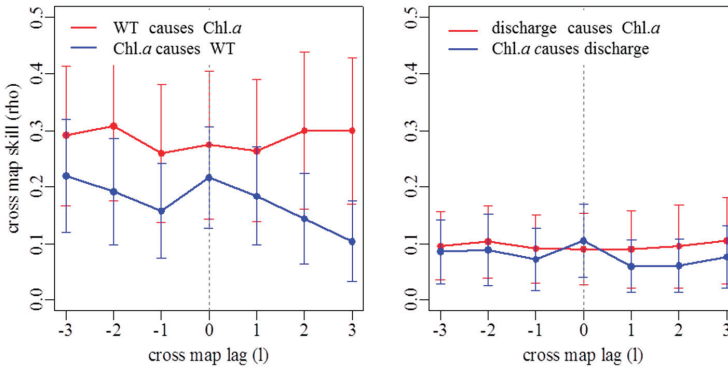 WT causes Chl.a
Chl.a causes WT
cross map skill (rho)
0.5
0.4
0.3
0.2
0.1
0.0
-3 -2 -1 0 1 2 3
cross map lag (l)
discharge causes Chl.a
Chl.a causes discharge
0.5
0.4
0.3
0.2
0.1
0.0
-3 -2 -1 0 1 2 3
cross map lag (l)